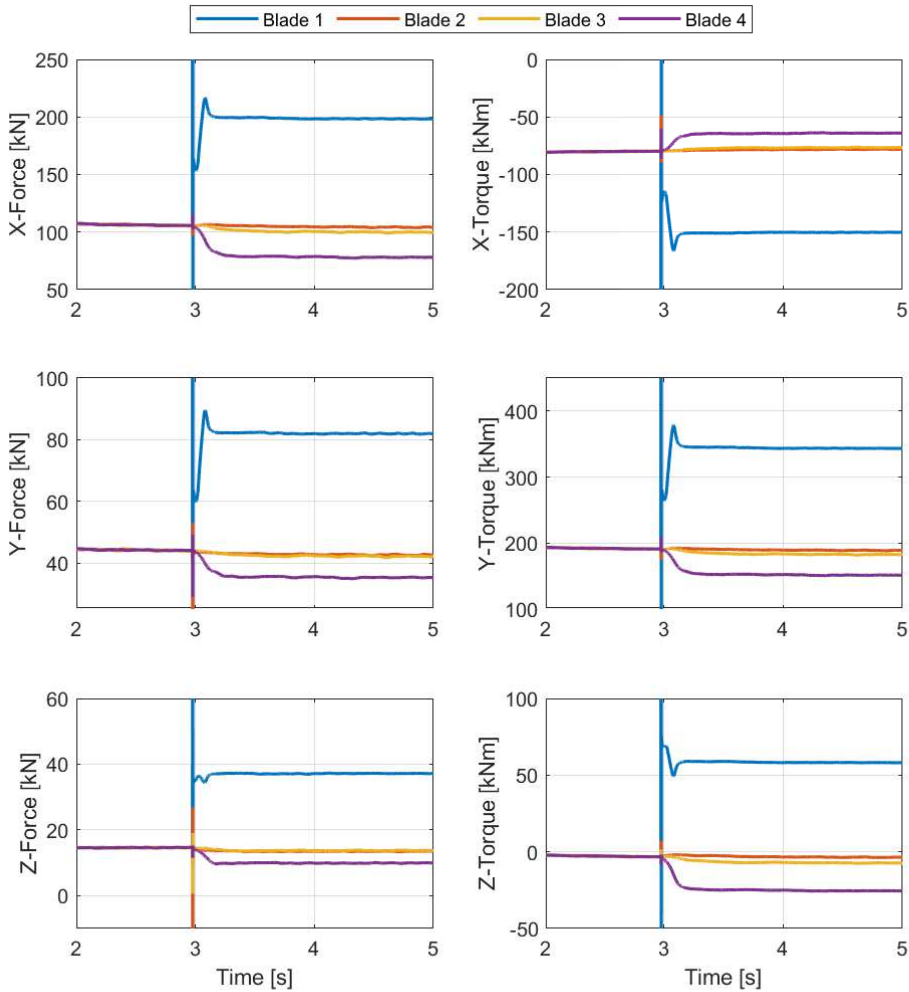 Blade 1 Blade 2 Blade 3 Blade 4
X-Force [kN]
250
200
150
100
50
2 3 4 5
X-Torque [kNm]
0
-50
-100
-150
-200
2 3 4 5
Y-Force [kN]
100
80
60
40
2 3 4 5
Y-Torque [kNm]
400
300
200
100
2 3 4 5
Z-Force [kN]
60
40
20
0
2 3 4 5
Time [s]
Z-Torque [kNm]
100
50
0
-50
2 3 4 5
Time [s]